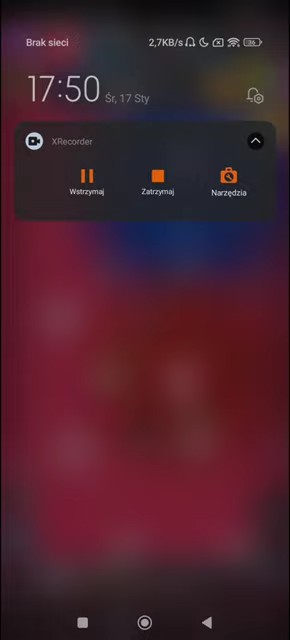 Brak sieci 2,7KB/s
17:50 Śr, 17 Sty
XRecorder
Wstrzymaj Zatrzymaj Narzędzia